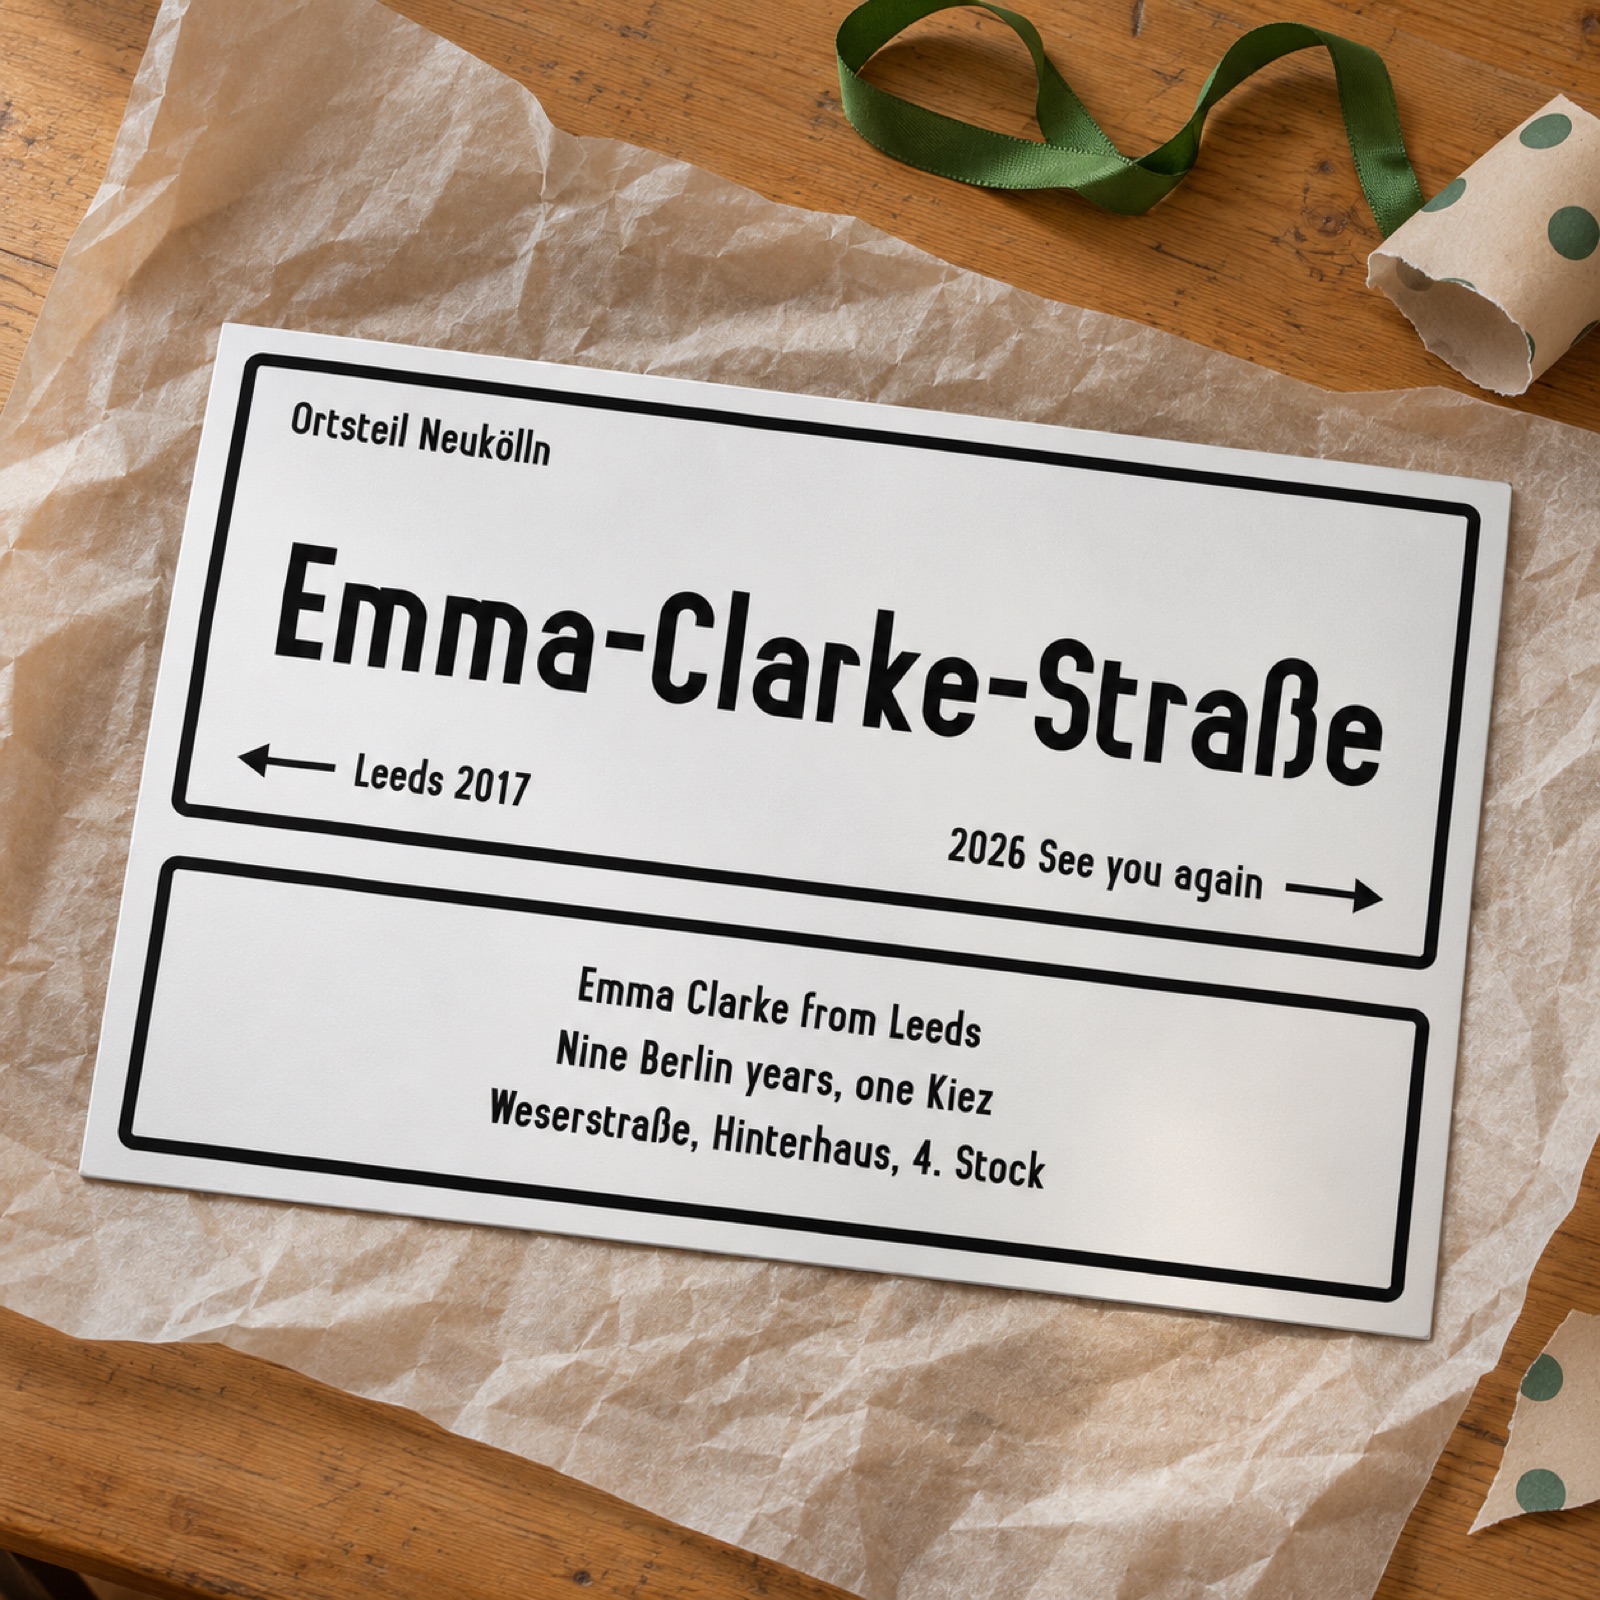 Ortsteil Neukölln
Emma-Clarke-Straße
Leeds 2017
2026 See you again
Emma Clarke from Leeds
Nine Berlin years, one Kiez
Weserstraße, Hinterhaus, 4. Stock